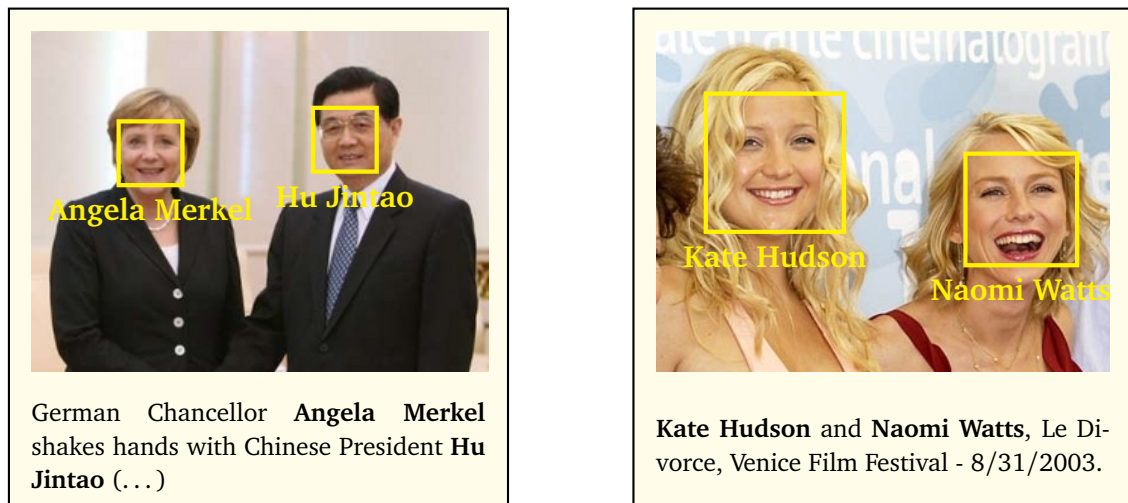 Angela Merkel
Hu Jintao
German Chancellor Angela Merkel
shakes hands with Chinese President Hu
Jintao (...)
Kate Hudson
Naomi Watts
Kate Hudson and Naomi Watts, Le Di-
vorce, Venice Film Festival - 8/31/2003.